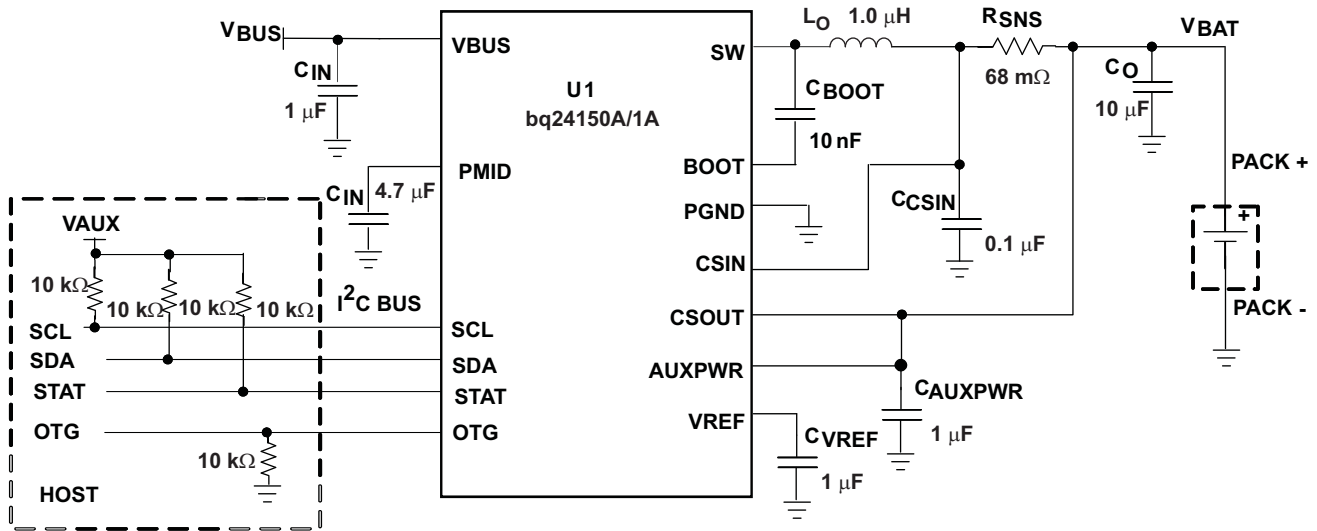 VBUS
CIN
1 μF
VBUS
U1
bq24150A/1A
SW
LO 1.0 μH
RSNS
68 mΩ
VBAT
CO
10 μF
CBOOT
10 nF
BOOT
PMID
CIN
4.7 μF
PGND
CCSIN
0.1 μF
CSIN
PACK +
+
PACK -
VAUX
10 kΩ
10 kΩ
10 kΩ
10 kΩ
I2C BUS
SCL
SCL
SDA
SDA
STAT
STAT
OTG
OTG
10 kΩ
HOST
CSOUT
AUXPWR
CAUXPWR
1 μF
VREF
CVREF
1 μF